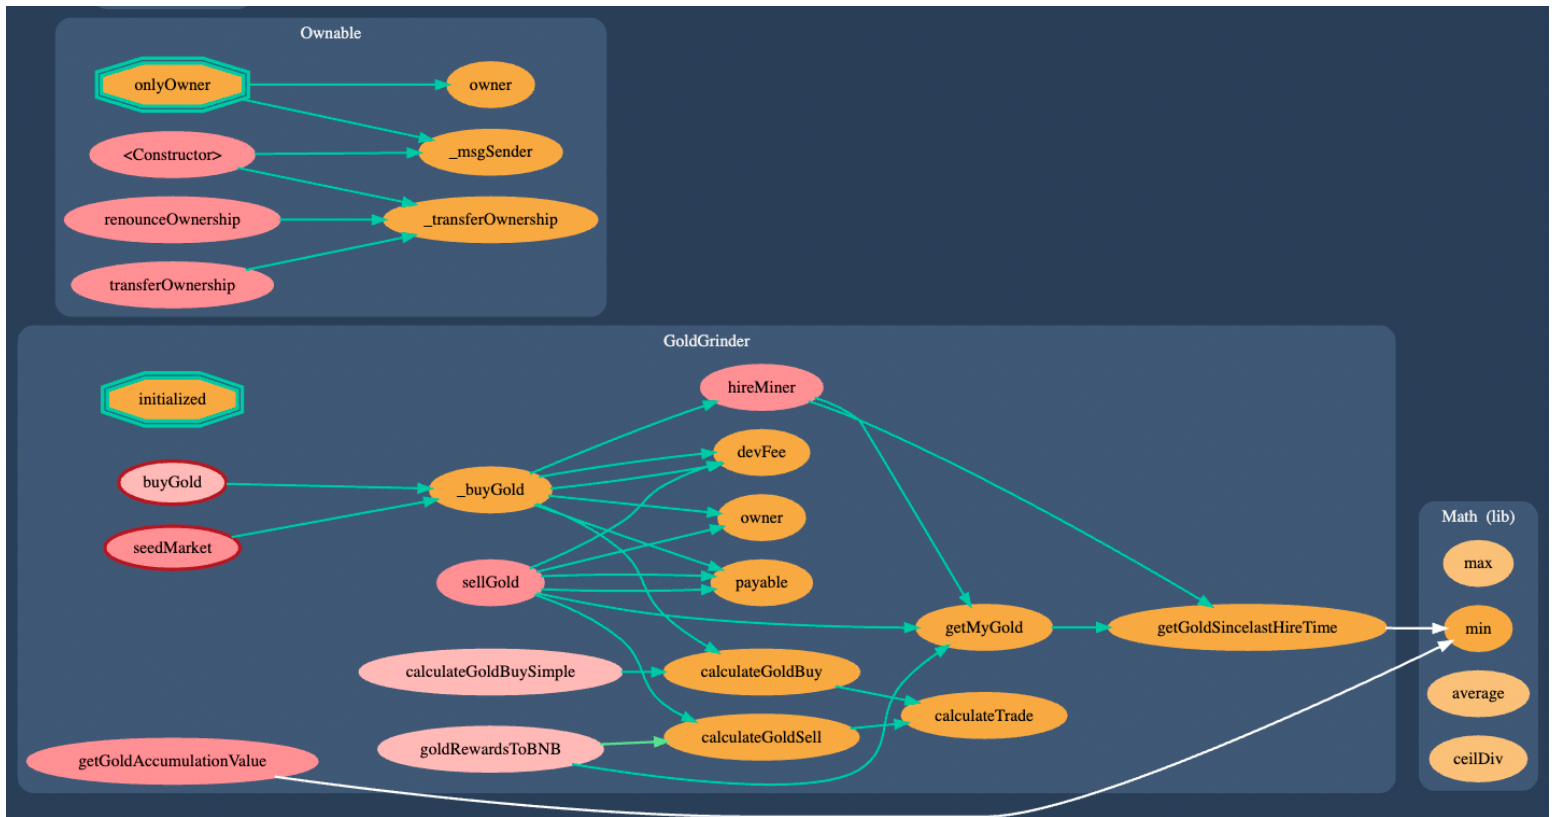 Ownable
onlyOwner
owner
<Constructor>
_msgSender
renounceOwnership
_transferOwnership
transferOwnership
GoldGrinder
initialized
hireMiner
devFee
buyGold
_buyGold
owner
seedMarket
sellGold
payable
getMyGold
getGoldSincelastHireTime
calculateGoldBuySimple
calculateGoldBuy
calculateTrade
goldRewardsToBNB
calculateGoldSell
getGoldAccumulationValue
Math (lib)
max
min
average
ceilDiv